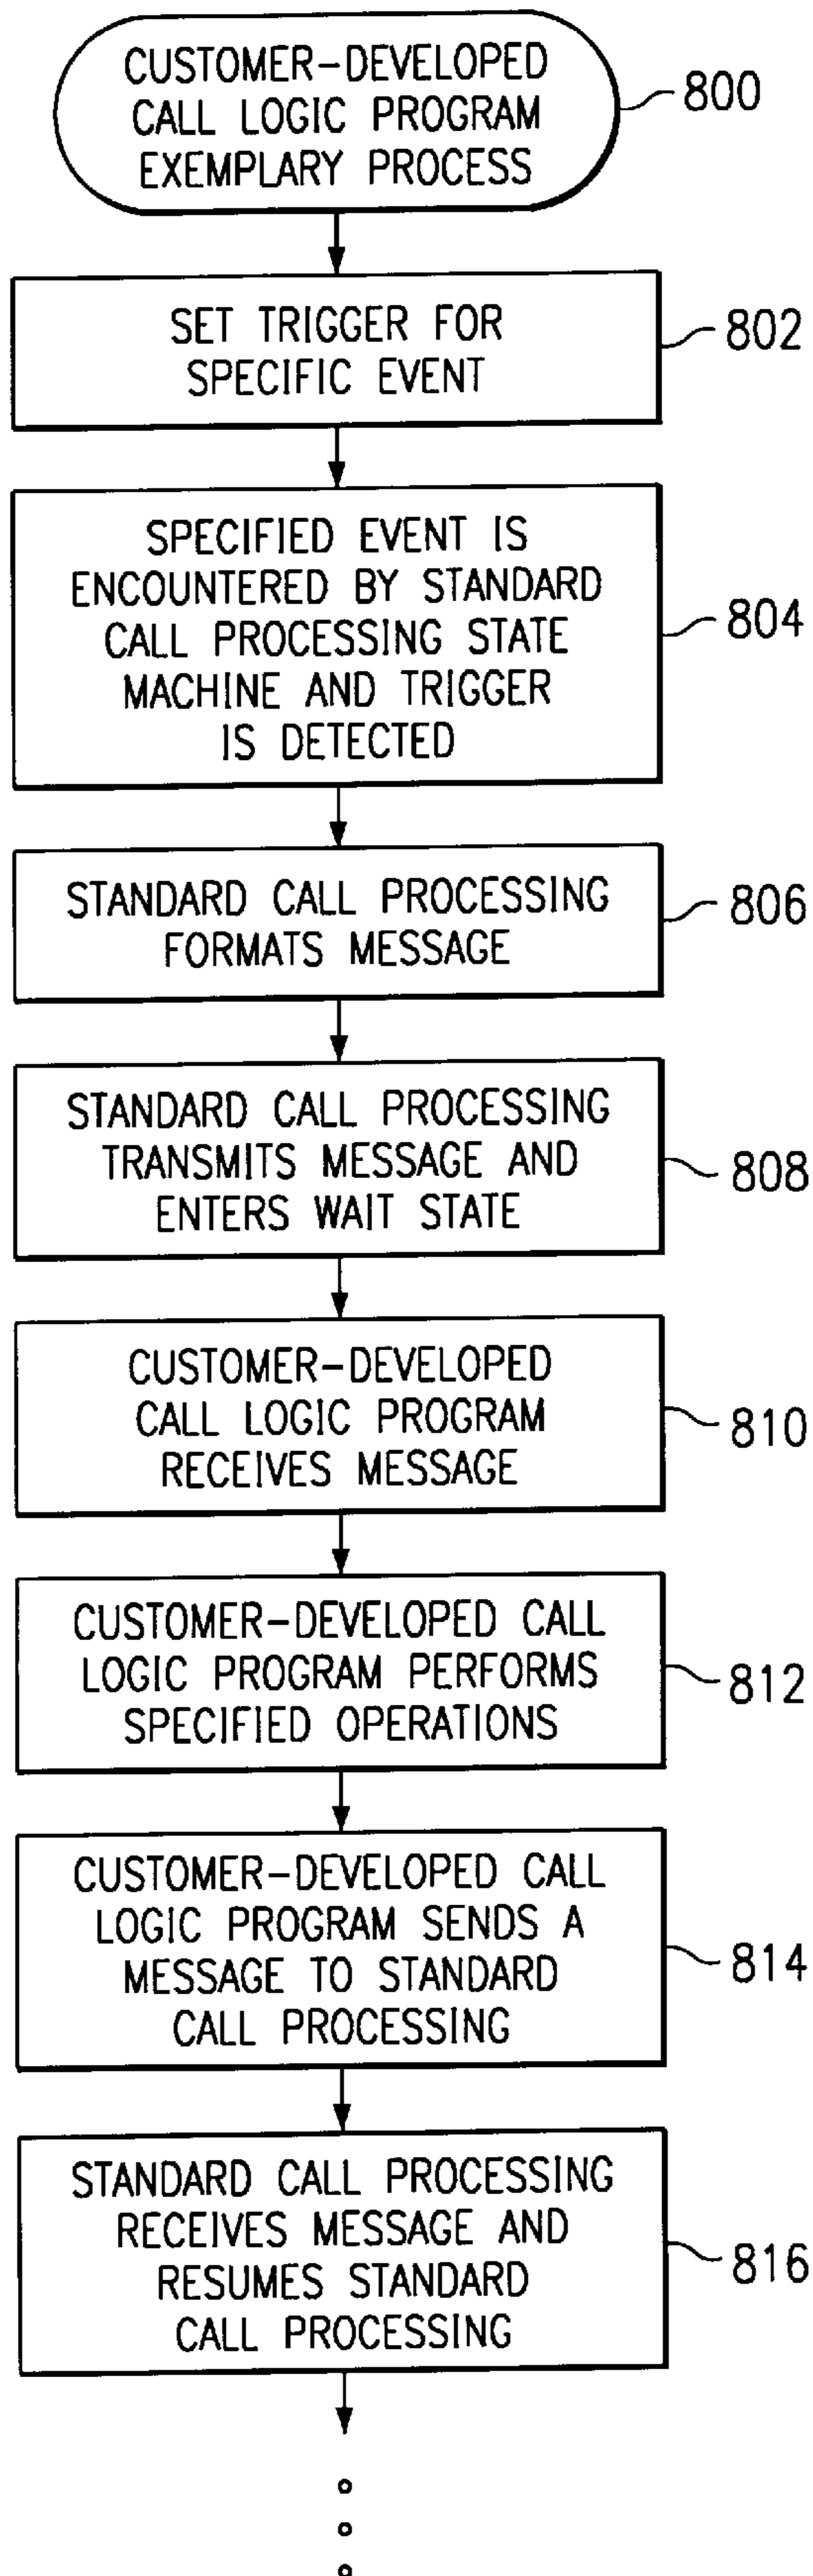 CUSTOMER-DEVELOPED
CALL LOGIC PROGRAM
EXEMPLARY PROCESS
800
SET TRIGGER FOR
SPECIFIC EVENT
802
SPECIFIED EVENT IS
ENCOUNTERED BY STANDARD
CALL PROCESSING STATE
MACHINE AND TRIGGER
IS DETECTED
804
STANDARD CALL PROCESSING
FORMATS MESSAGE
806
STANDARD CALL PROCESSING
TRANSMITS MESSAGE AND
ENTERS WAIT STATE
808
CUSTOMER-DEVELOPED
CALL LOGIC PROGRAM
RECEIVES MESSAGE
810
CUSTOMER-DEVELOPED CALL
LOGIC PROGRAM PERFORMS
SPECIFIED OPERATIONS
812
CUSTOMER-DEVELOPED CALL
LOGIC PROGRAM SENDS A
MESSAGE TO STANDARD
CALL PROCESSING
814
STANDARD CALL PROCESSING
RECEIVES MESSAGE AND
RESUMES STANDARD
CALL PROCESSING
816